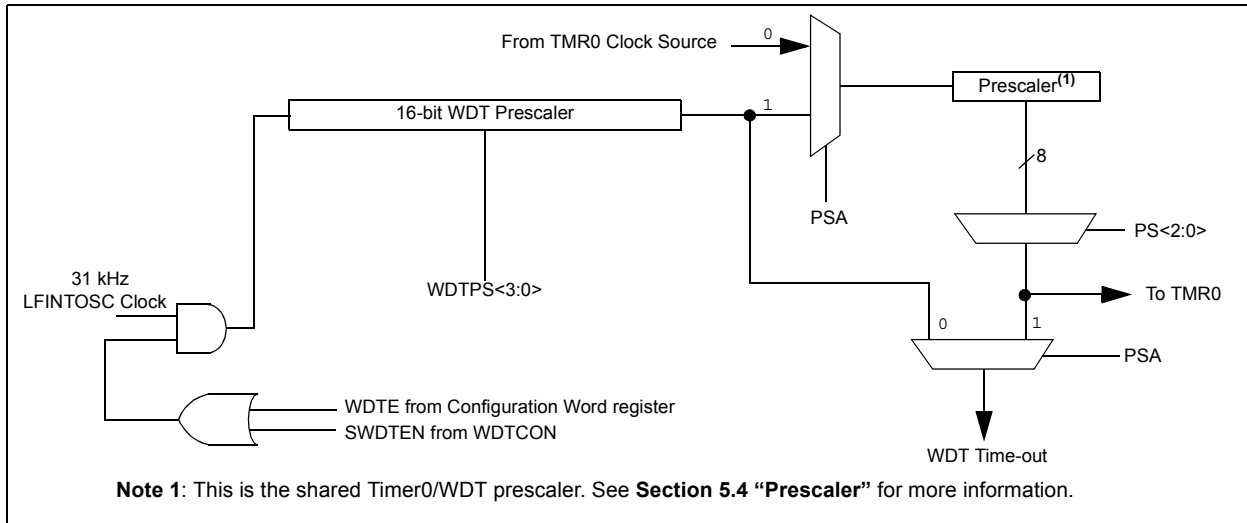 From TMR0 Clock Source
0
Prescaler(1)
16-bit WDT Prescaler
1
8
PSA
PS<2:0>
31 kHz
LFINTOSC Clock
WDTPS<3:0>
To TMR0
0
1
PSA
WDTE from Configuration Word register
SWDTEN from WDTCON
WDT Time-out
Note 1: This is the shared Timer0/WDT prescaler. See Section 5.4 “Prescaler” for more information.